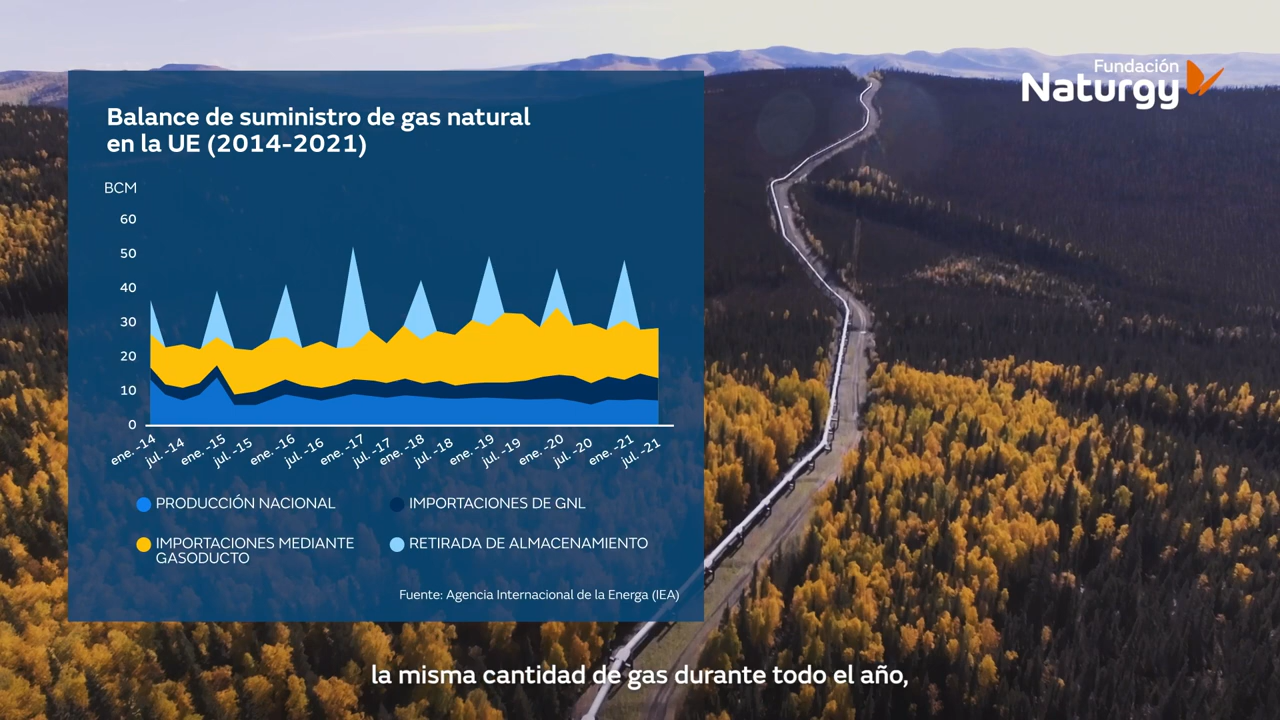 Fundación
Naturgy
Balance de suministro de gas natural
en la UE (2014-2021)
BCM
60
50
40
30
20
10
0
ene. -14
jul. -14
ene. -15
jul. -15
ene. -16
jul. -16
ene. -17
jul. -17
ene. -18
jul. -18
ene. -19
jul. -19
ene. -20
jul. -20
ene. -21
jul. -21
PRODUCCIÓN NACIONAL
IMPORTACIONES DE GNL
IMPORTACIONES MEDIANTE
GASODUCTO
RETIRADA DE ALMACENAMIENTO
Fuente: Agencia Internacional de la Energa (IEA)
la misma cantidad de gas durante todo el año,